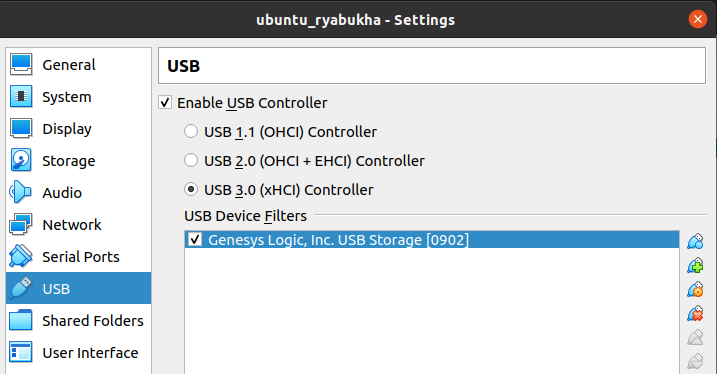 ubuntu_ryabukha - Settings
General
System
Display
Storage
Audio
Network
Serial Ports
USB
Shared Folders
User Interface
USB
Enable USB Controller
USB 1.1 (OHCI) Controller
USB 2.0 (OHCI + EHCI) Controller
USB 3.0 (xHCI) Controller
USB Device Filters
Genesys Logic, Inc. USB Storage [0902]